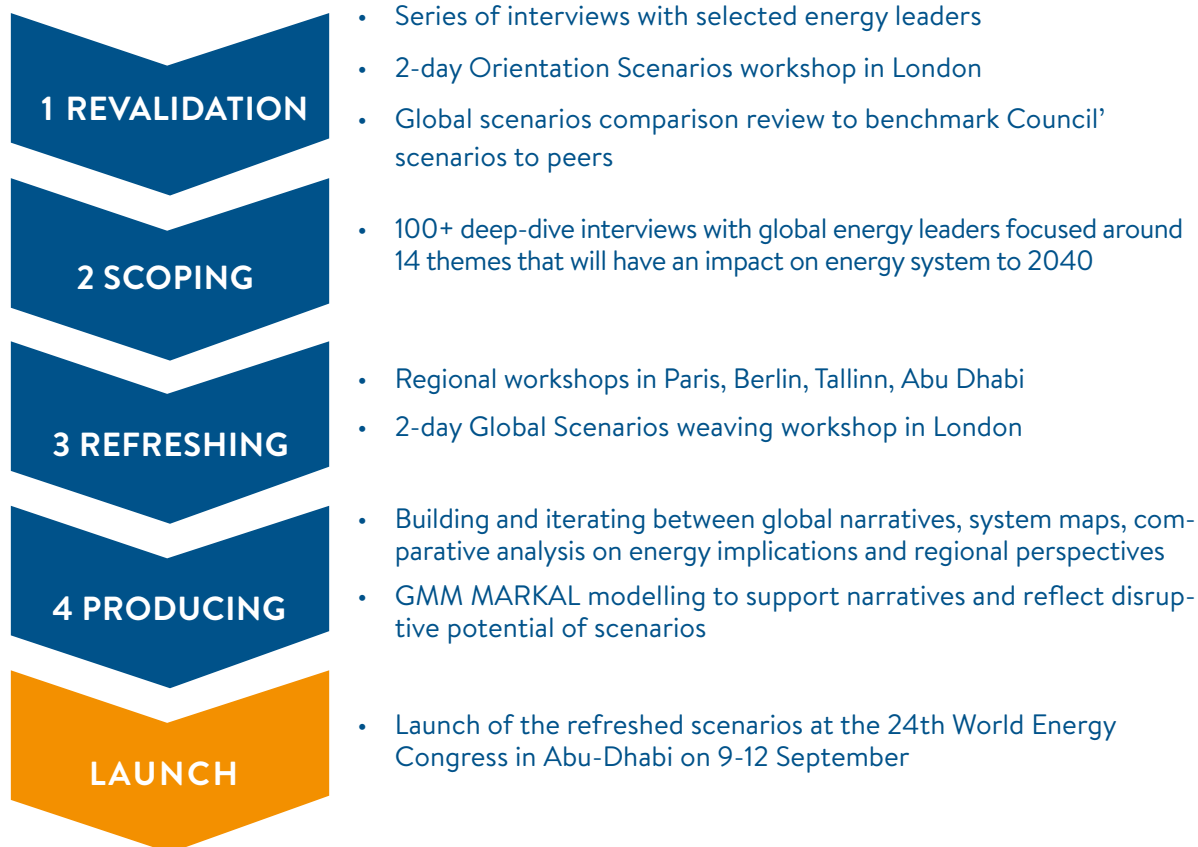 1 REVALIDATION
• Series of interviews with selected energy leaders
• 2-day Orientation Scenarios workshop in London
• Global scenarios comparison review to benchmark Council’
scenarios to peers
2 SCOPING
• 100+ deep-dive interviews with global energy leaders focused around
14 themes that will have an impact on energy system to 2040
3 REFRESHING
• Regional workshops in Paris, Berlin, Tallinn, Abu Dhabi
• 2-day Global Scenarios weaving workshop in London
4 PRODUCING
• Building and iterating between global narratives, system maps, com-
parative analysis on energy implications and regional perspectives
• GMM MARKAL modelling to support narratives and reflect disrup-
tive potential of scenarios
LAUNCH
• Launch of the refreshed scenarios at the 24th World Energy
Congress in Abu-Dhabi on 9-12 September